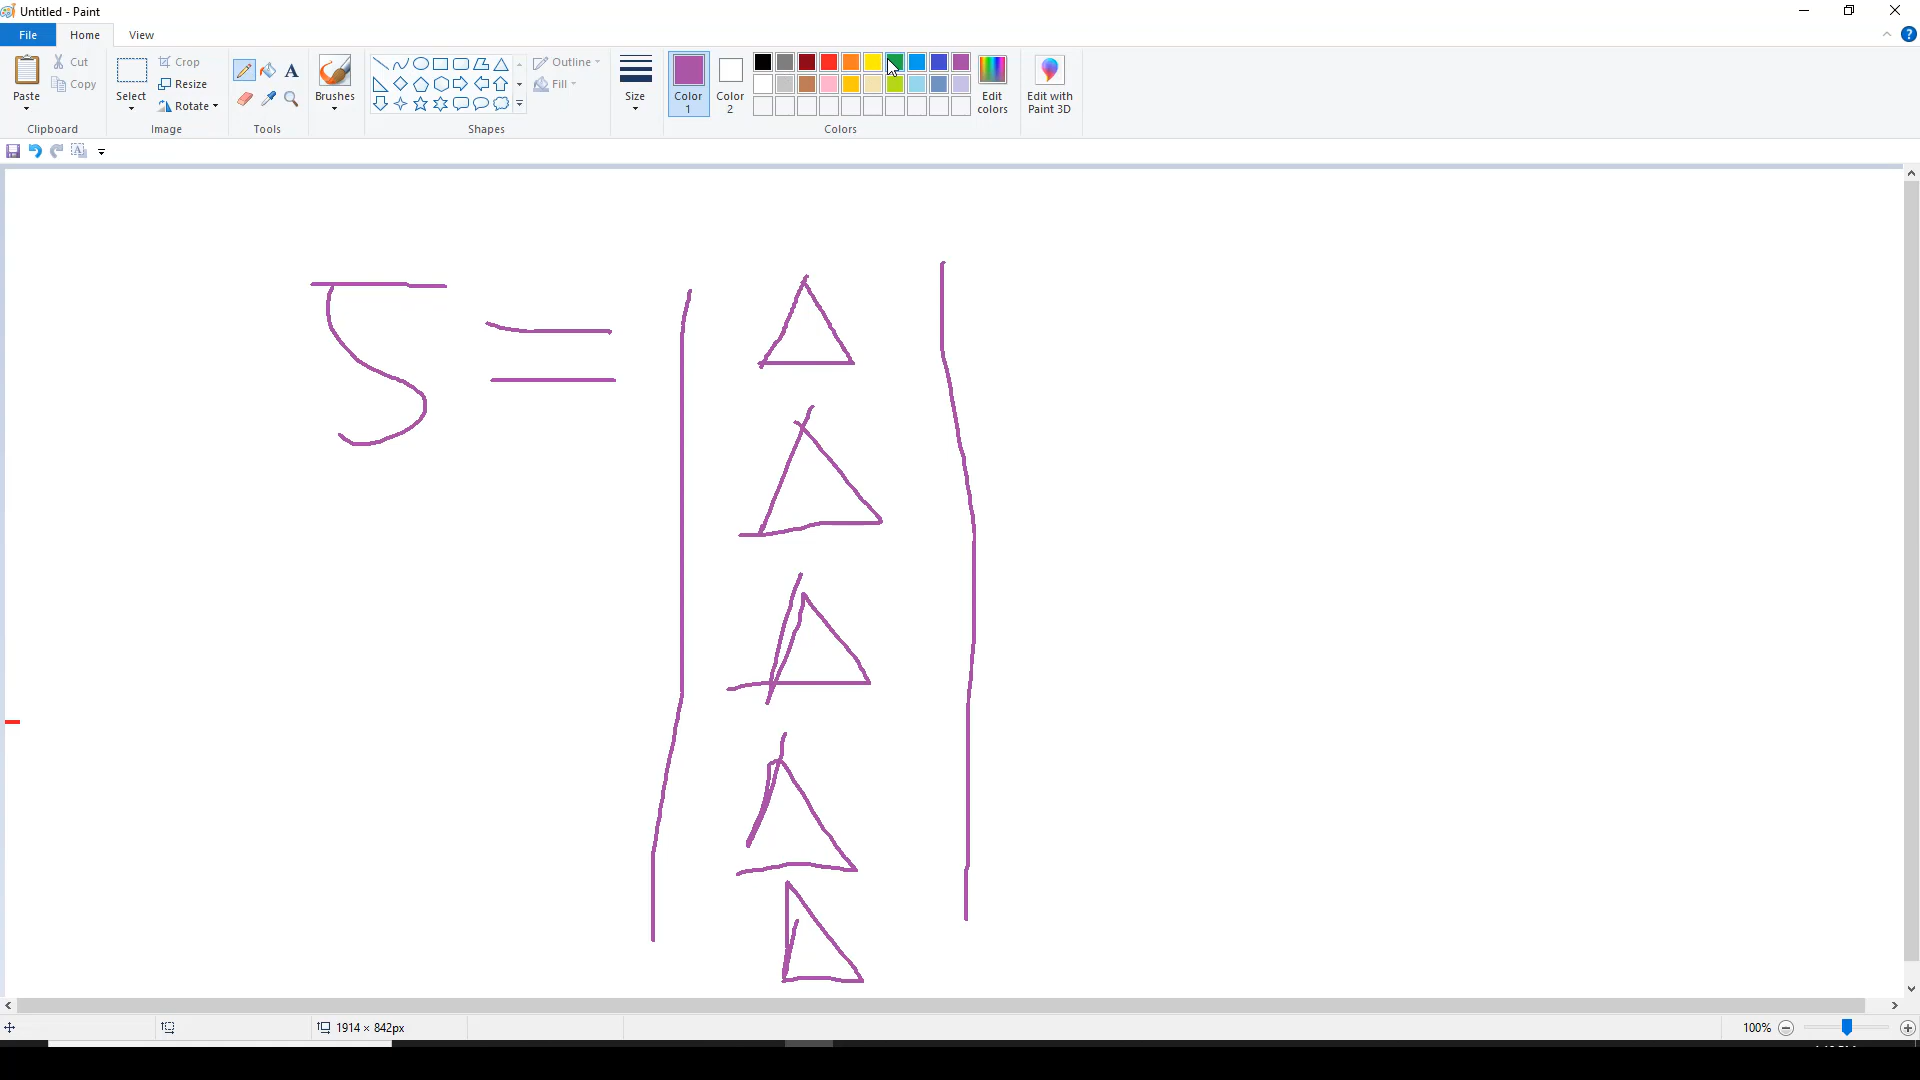 Untitled - Paint
File Home View
Paste Cut Copy Select Crop Resize Rotate A Brushes Outline Fill Size Color 1 Color 2 Edit colors Edit with Paint 3D
Clipboard Image Tools Shapes Colors
5 =
1914 × 842px 100%